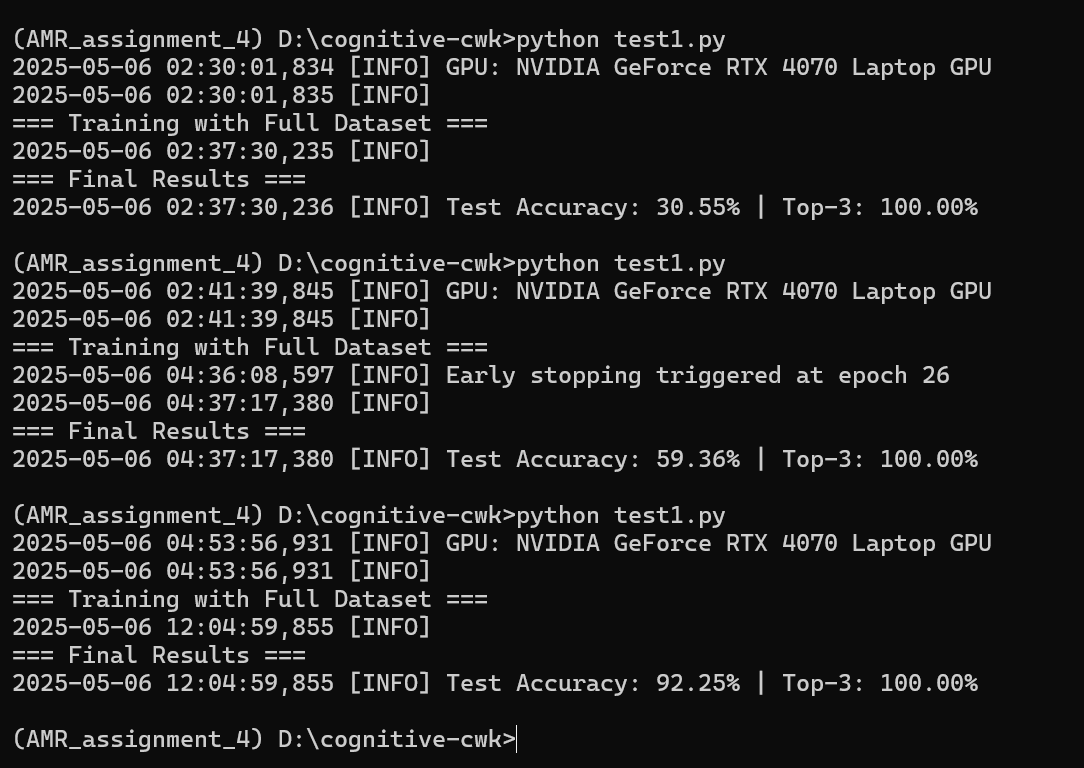 (AMR_assignment_4) D:\cognitive-cwk>python test1.py
2025-05-06 02:30:01,834 [INFO] GPU: NVIDIA GeForce RTX 4070 Laptop GPU
2025-05-06 02:30:01,835 [INFO]
=== Training with Full Dataset ===
2025-05-06 02:37:30,235 [INFO]
=== Final Results ===
2025-05-06 02:37:30,236 [INFO] Test Accuracy: 30.55% | Top-3: 100.00%
(AMR_assignment_4) D:\cognitive-cwk>python test1.py
2025-05-06 02:41:39,845 [INFO] GPU: NVIDIA GeForce RTX 4070 Laptop GPU
2025-05-06 02:41:39,845 [INFO]
=== Training with Full Dataset ===
2025-05-06 04:36:08,597 [INFO] Early stopping triggered at epoch 26
2025-05-06 04:37:17,380 [INFO]
=== Final Results ===
2025-05-06 04:37:17,380 [INFO] Test Accuracy: 59.36% | Top-3: 100.00%
(AMR_assignment_4) D:\cognitive-cwk>python test1.py
2025-05-06 04:53:56,931 [INFO] GPU: NVIDIA GeForce RTX 4070 Laptop GPU
2025-05-06 04:53:56,931 [INFO]
=== Training with Full Dataset ===
2025-05-06 12:04:59,855 [INFO]
=== Final Results ===
2025-05-06 12:04:59,855 [INFO] Test Accuracy: 92.25% | Top-3: 100.00%
(AMR_assignment_4) D:\cognitive-cwk>